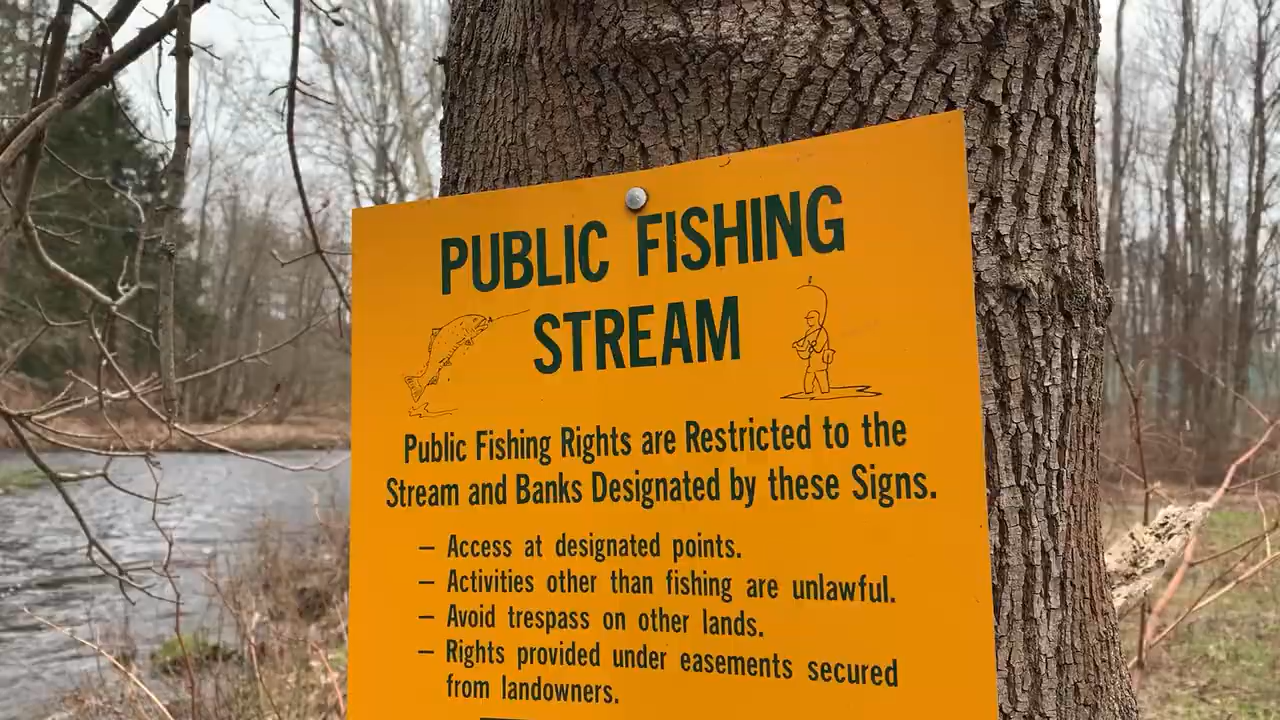 PUBLIC FISHING
STREAM
Public Fishing Rights are Restricted to the
Stream and Banks Designated by these Signs.
– Access at designated points.
– Activities other than fishing are unlawful.
– Avoid trespass on other lands.
– Rights provided under easements secured
from landowners.